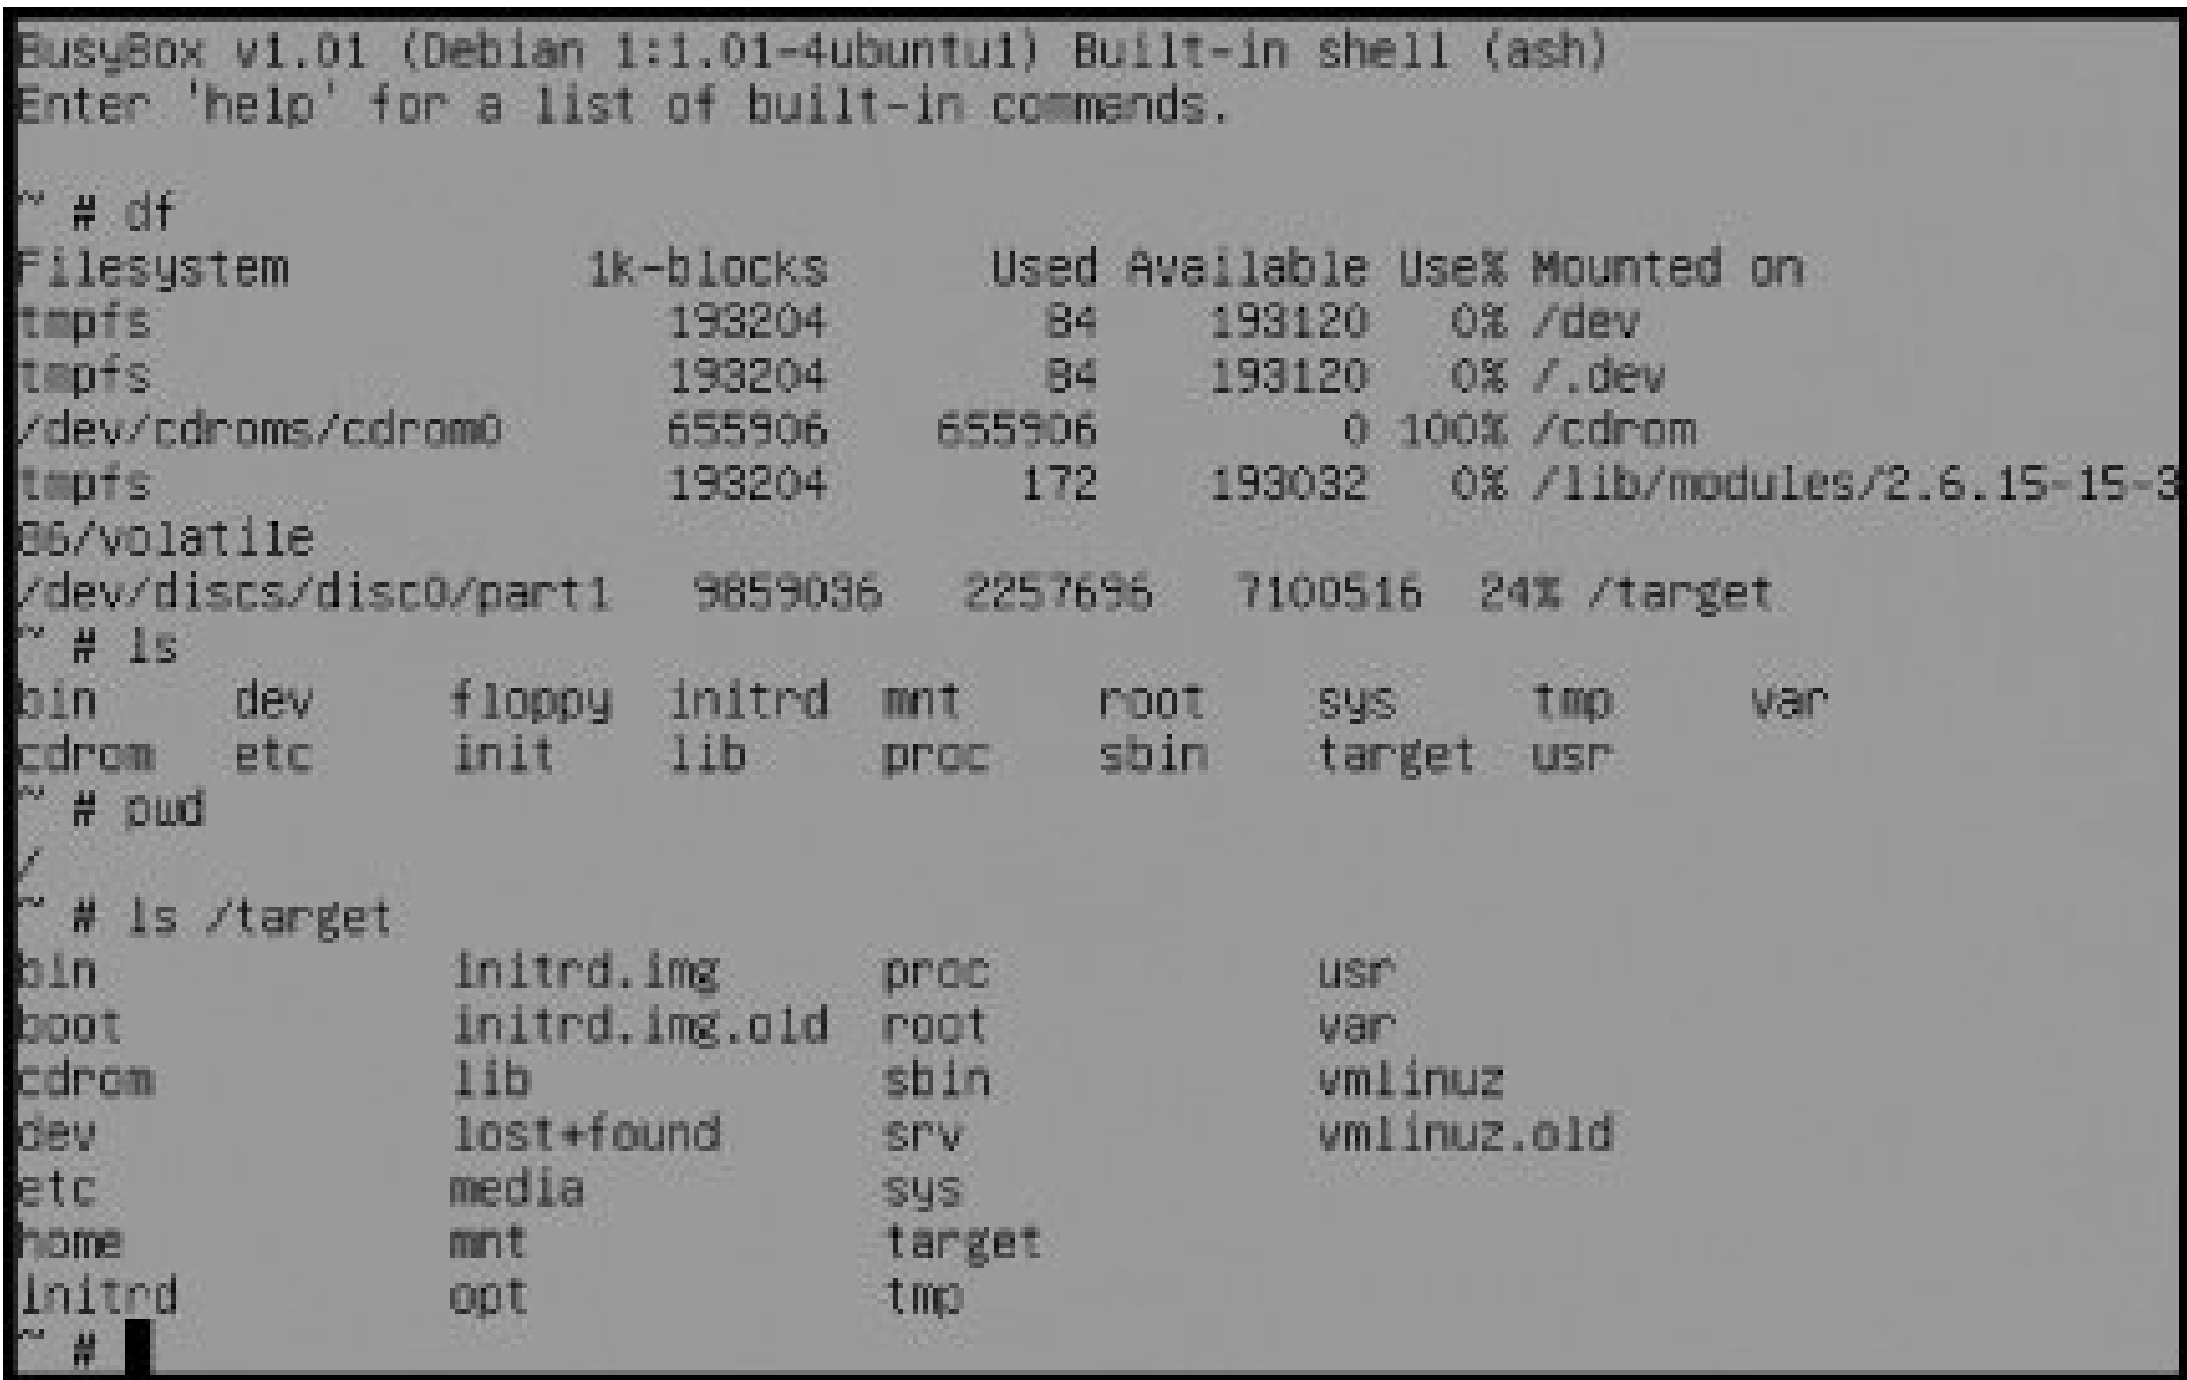 BusyBox v1.01 (Debian 1:1.01-4ubuntu1) Built-in shell (ash)
Enter 'help' for a list of built-in commands.
~ # df
Filesystem 1k-blocks Used Available Use% Mounted on
tmpfs 193204 84 193120 0% /dev
tmpfs 193204 84 193120 0% /.dev
/dev/cdroms/cdrom0 655906 655906 0 100% /cdrom
tmpfs 193204 172 193032 0% /lib/modules/2.6.15-15-3
86/volatile
/dev/discs/disc0/part1 9859036 2257696 7100516 24% /target
~ # ls
bin dev floppy initrd mnt root sys tmp var
cdrom etc init lib proc sbin target usr
~ # pwd
/
~ # ls /target
bin initrd.img proc usr
boot initrd.img.old root var
cdrom lib sbin vmlinuz
dev lost+found srv vmlinuz.old
etc media sys
home mnt target
initrd opt tmp
~ #